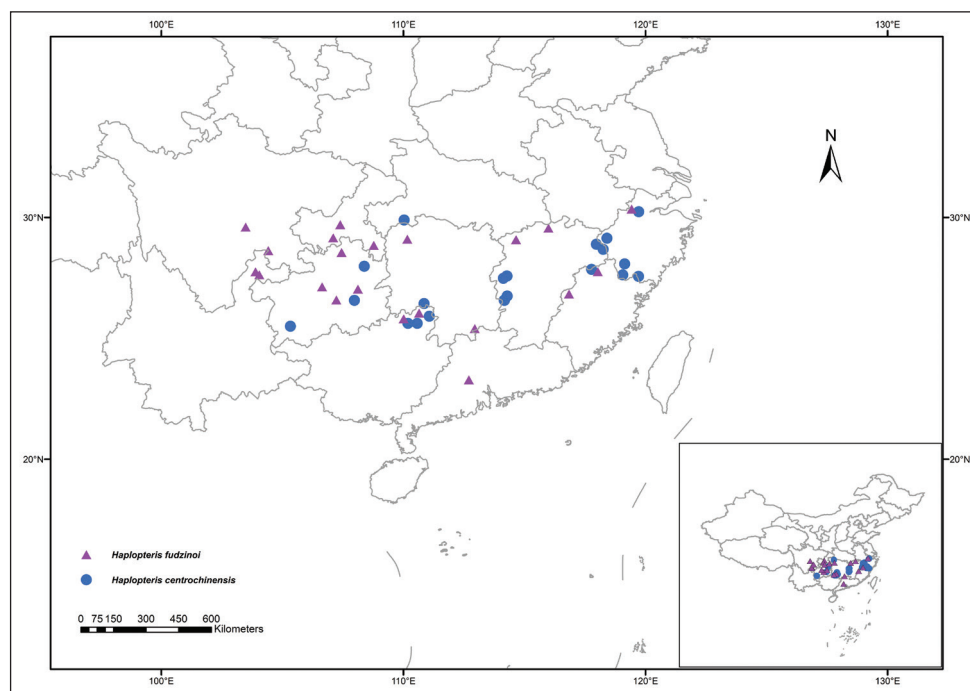 100°E 110°E 120°E 130°E
N
30°N 30°N
20°N 20°N
Haplopteris fudzinoi
Haplopteris centrochinensis
0 75 150 300 450 600
Kilometers
100°E 110°E 120°E 130°E